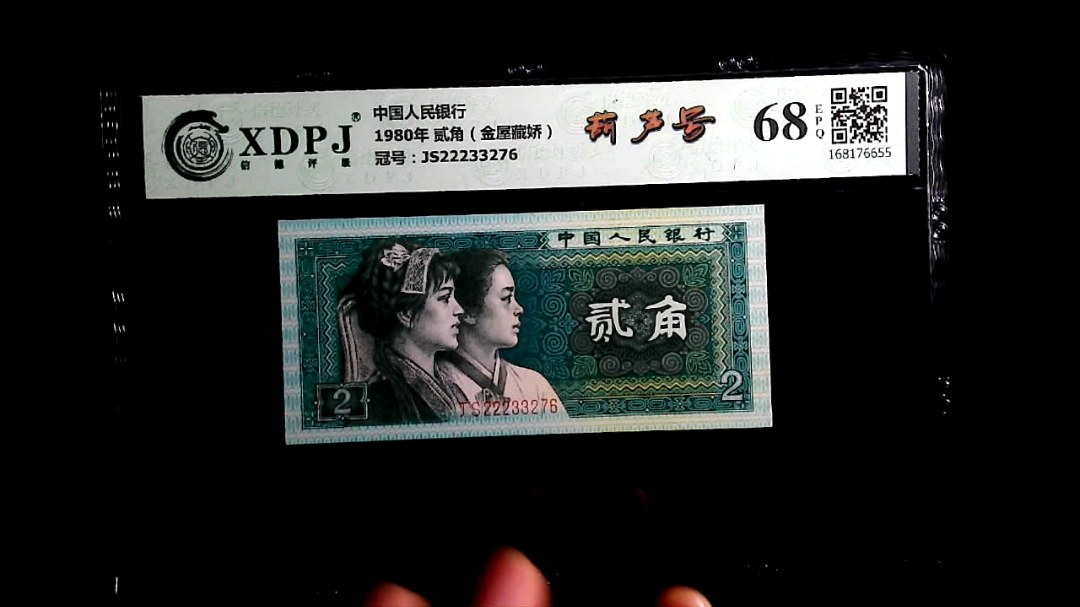 XDPJ®
信德评级
中国人民银行
1980年 贰角（金屋藏娇）
冠号：JS22233276
葫芦号
68
EPQ
168176655
中国人民银行
贰角
2
JS22233276
2